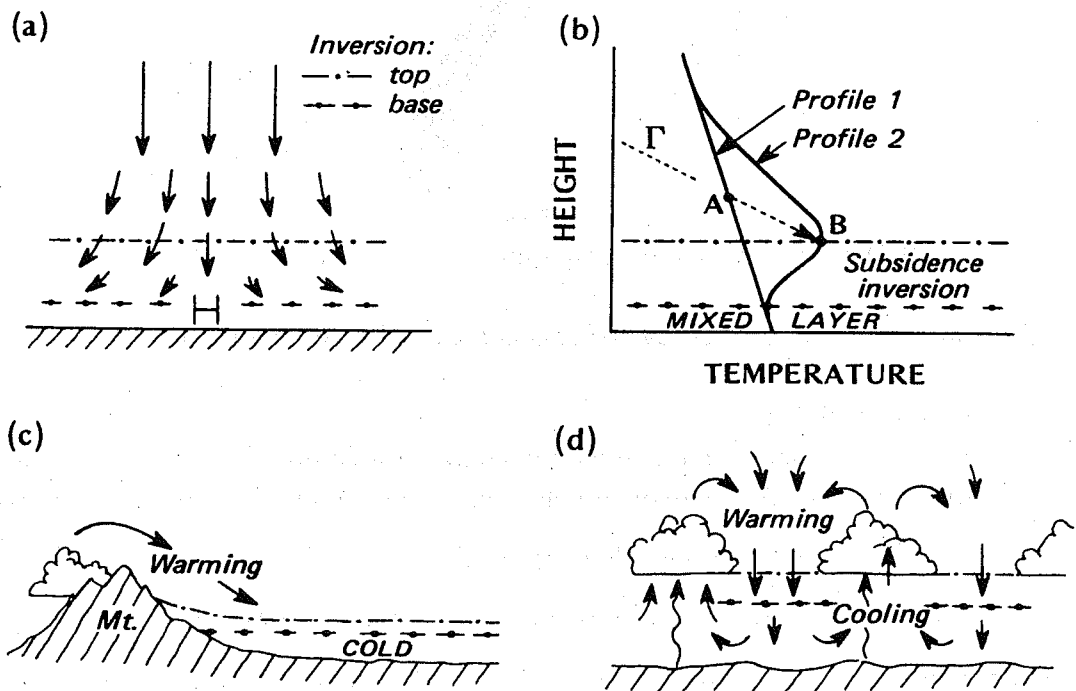 (a)
Inversion:
top
base
(b)
HEIGHT
Γ
A
B
Profile 1
Profile 2
Subsidence
inversion
MIXED LAYER
TEMPERATURE
(c)
Warming
Mt.
COLD
(d)
Warming
Cooling